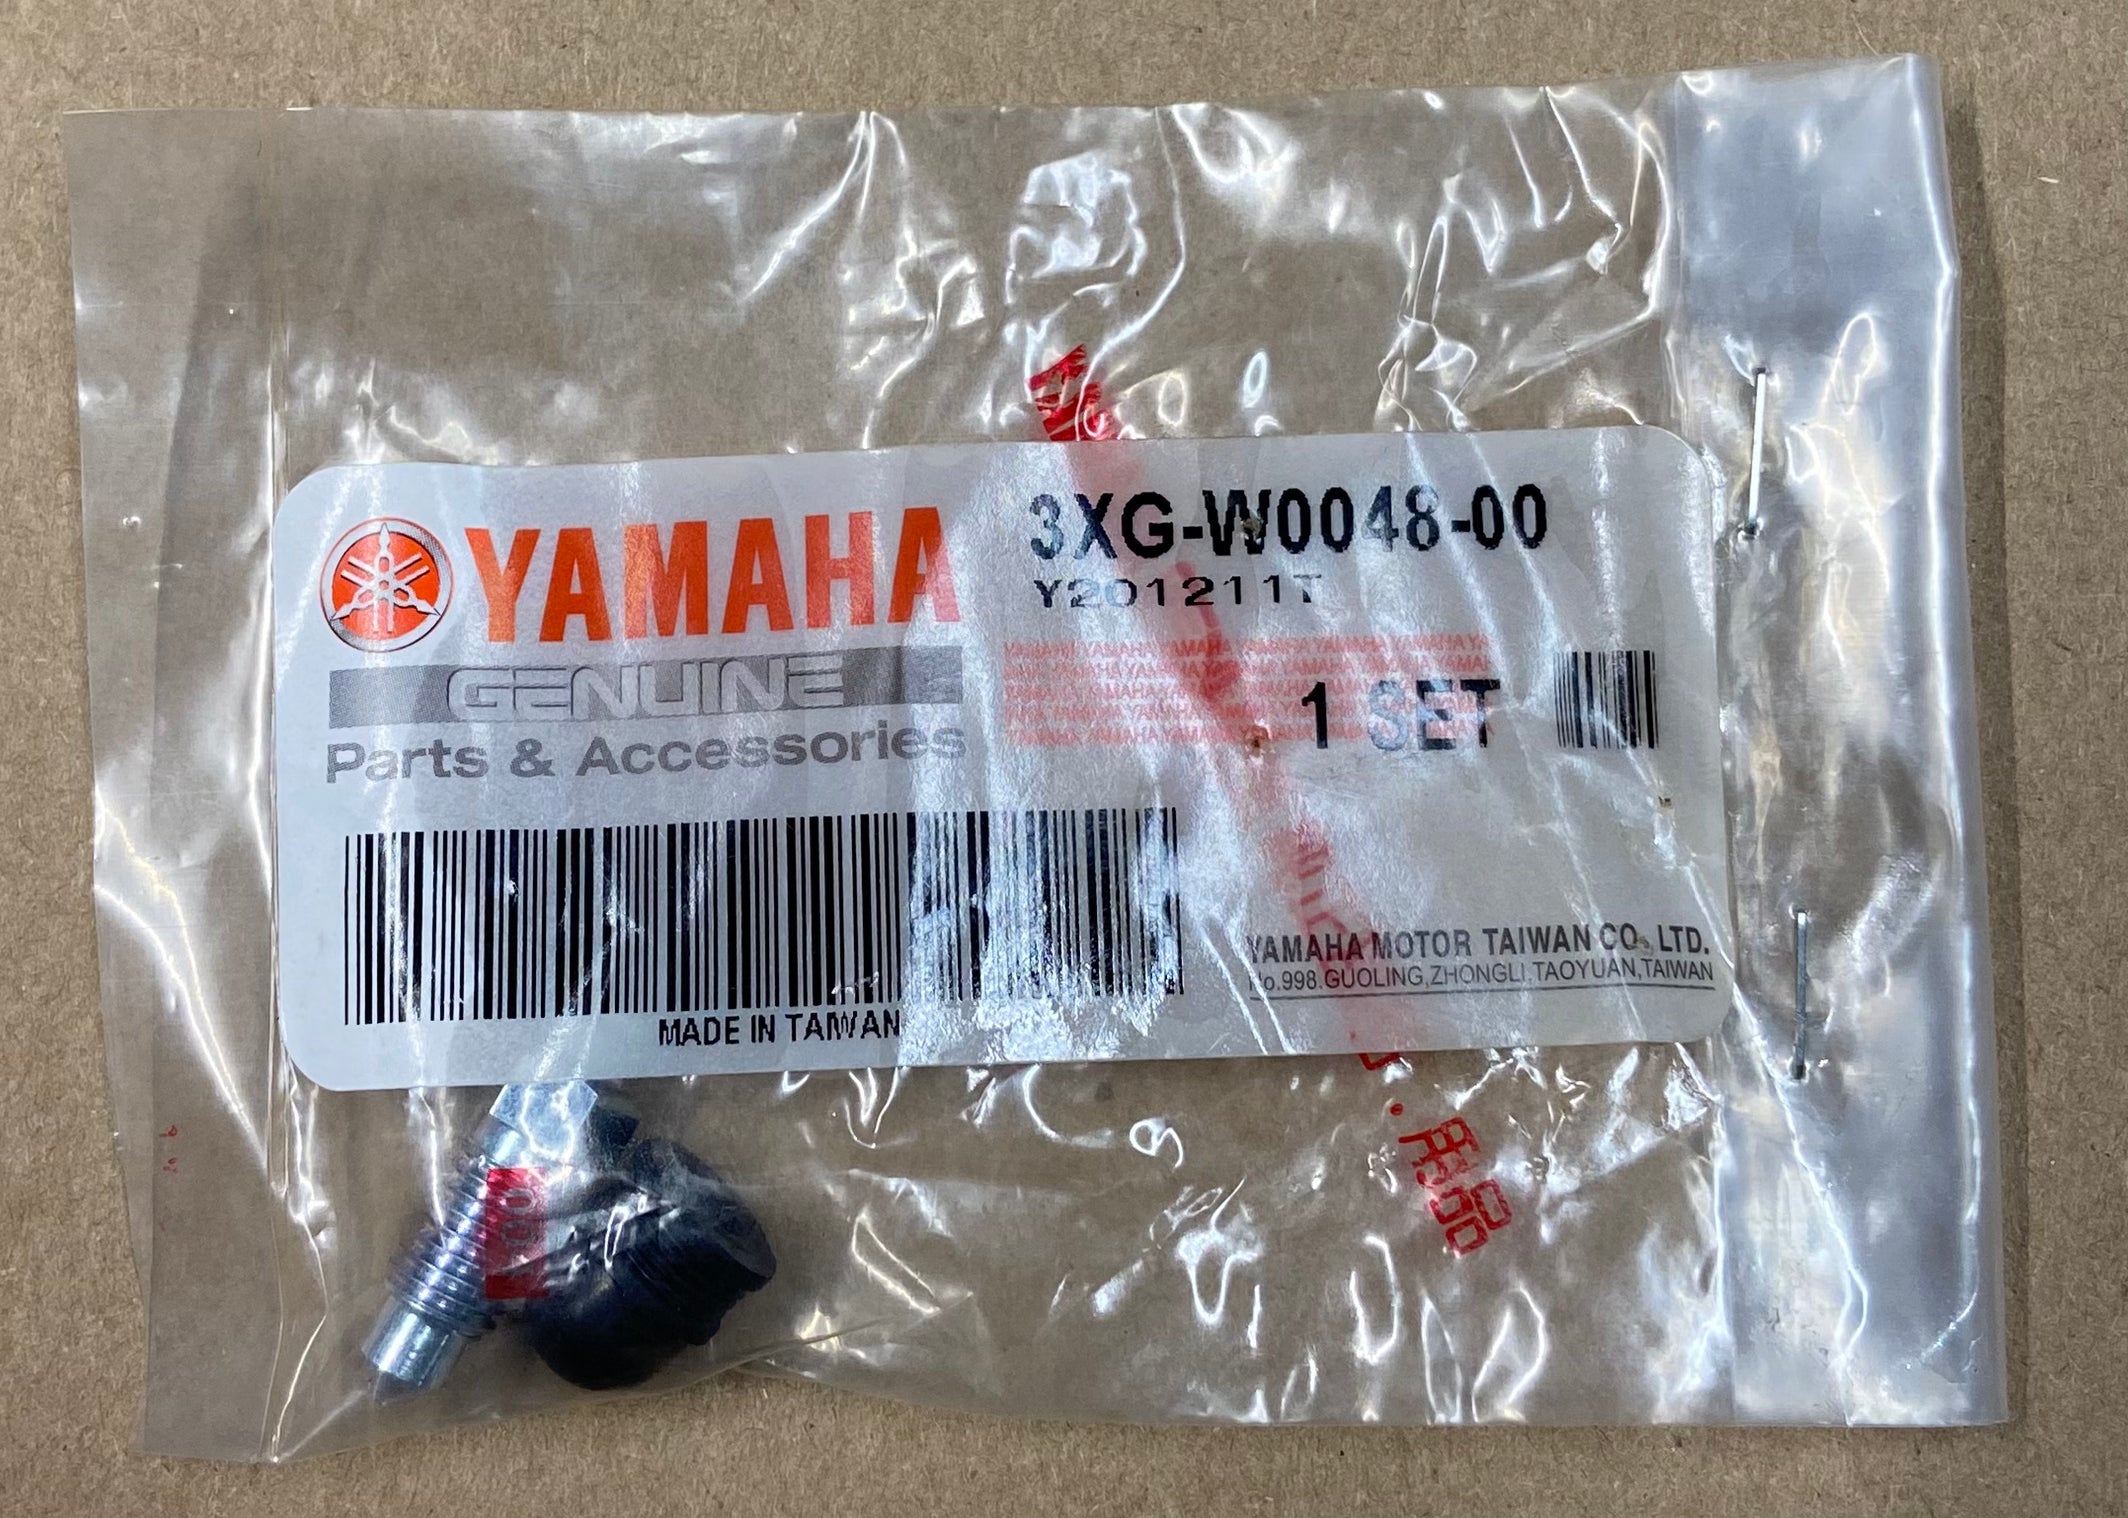 3XG-W0048-00
YAMAHA
Y201211T
GENUINE
1 SET
Parts & Accessories
YAMAHA MOTOR TAIWAN CO. LTD.
No.998.GUOLING,ZHONGLI,TAOYUAN,TAIWAN
MADE IN TAIWAN